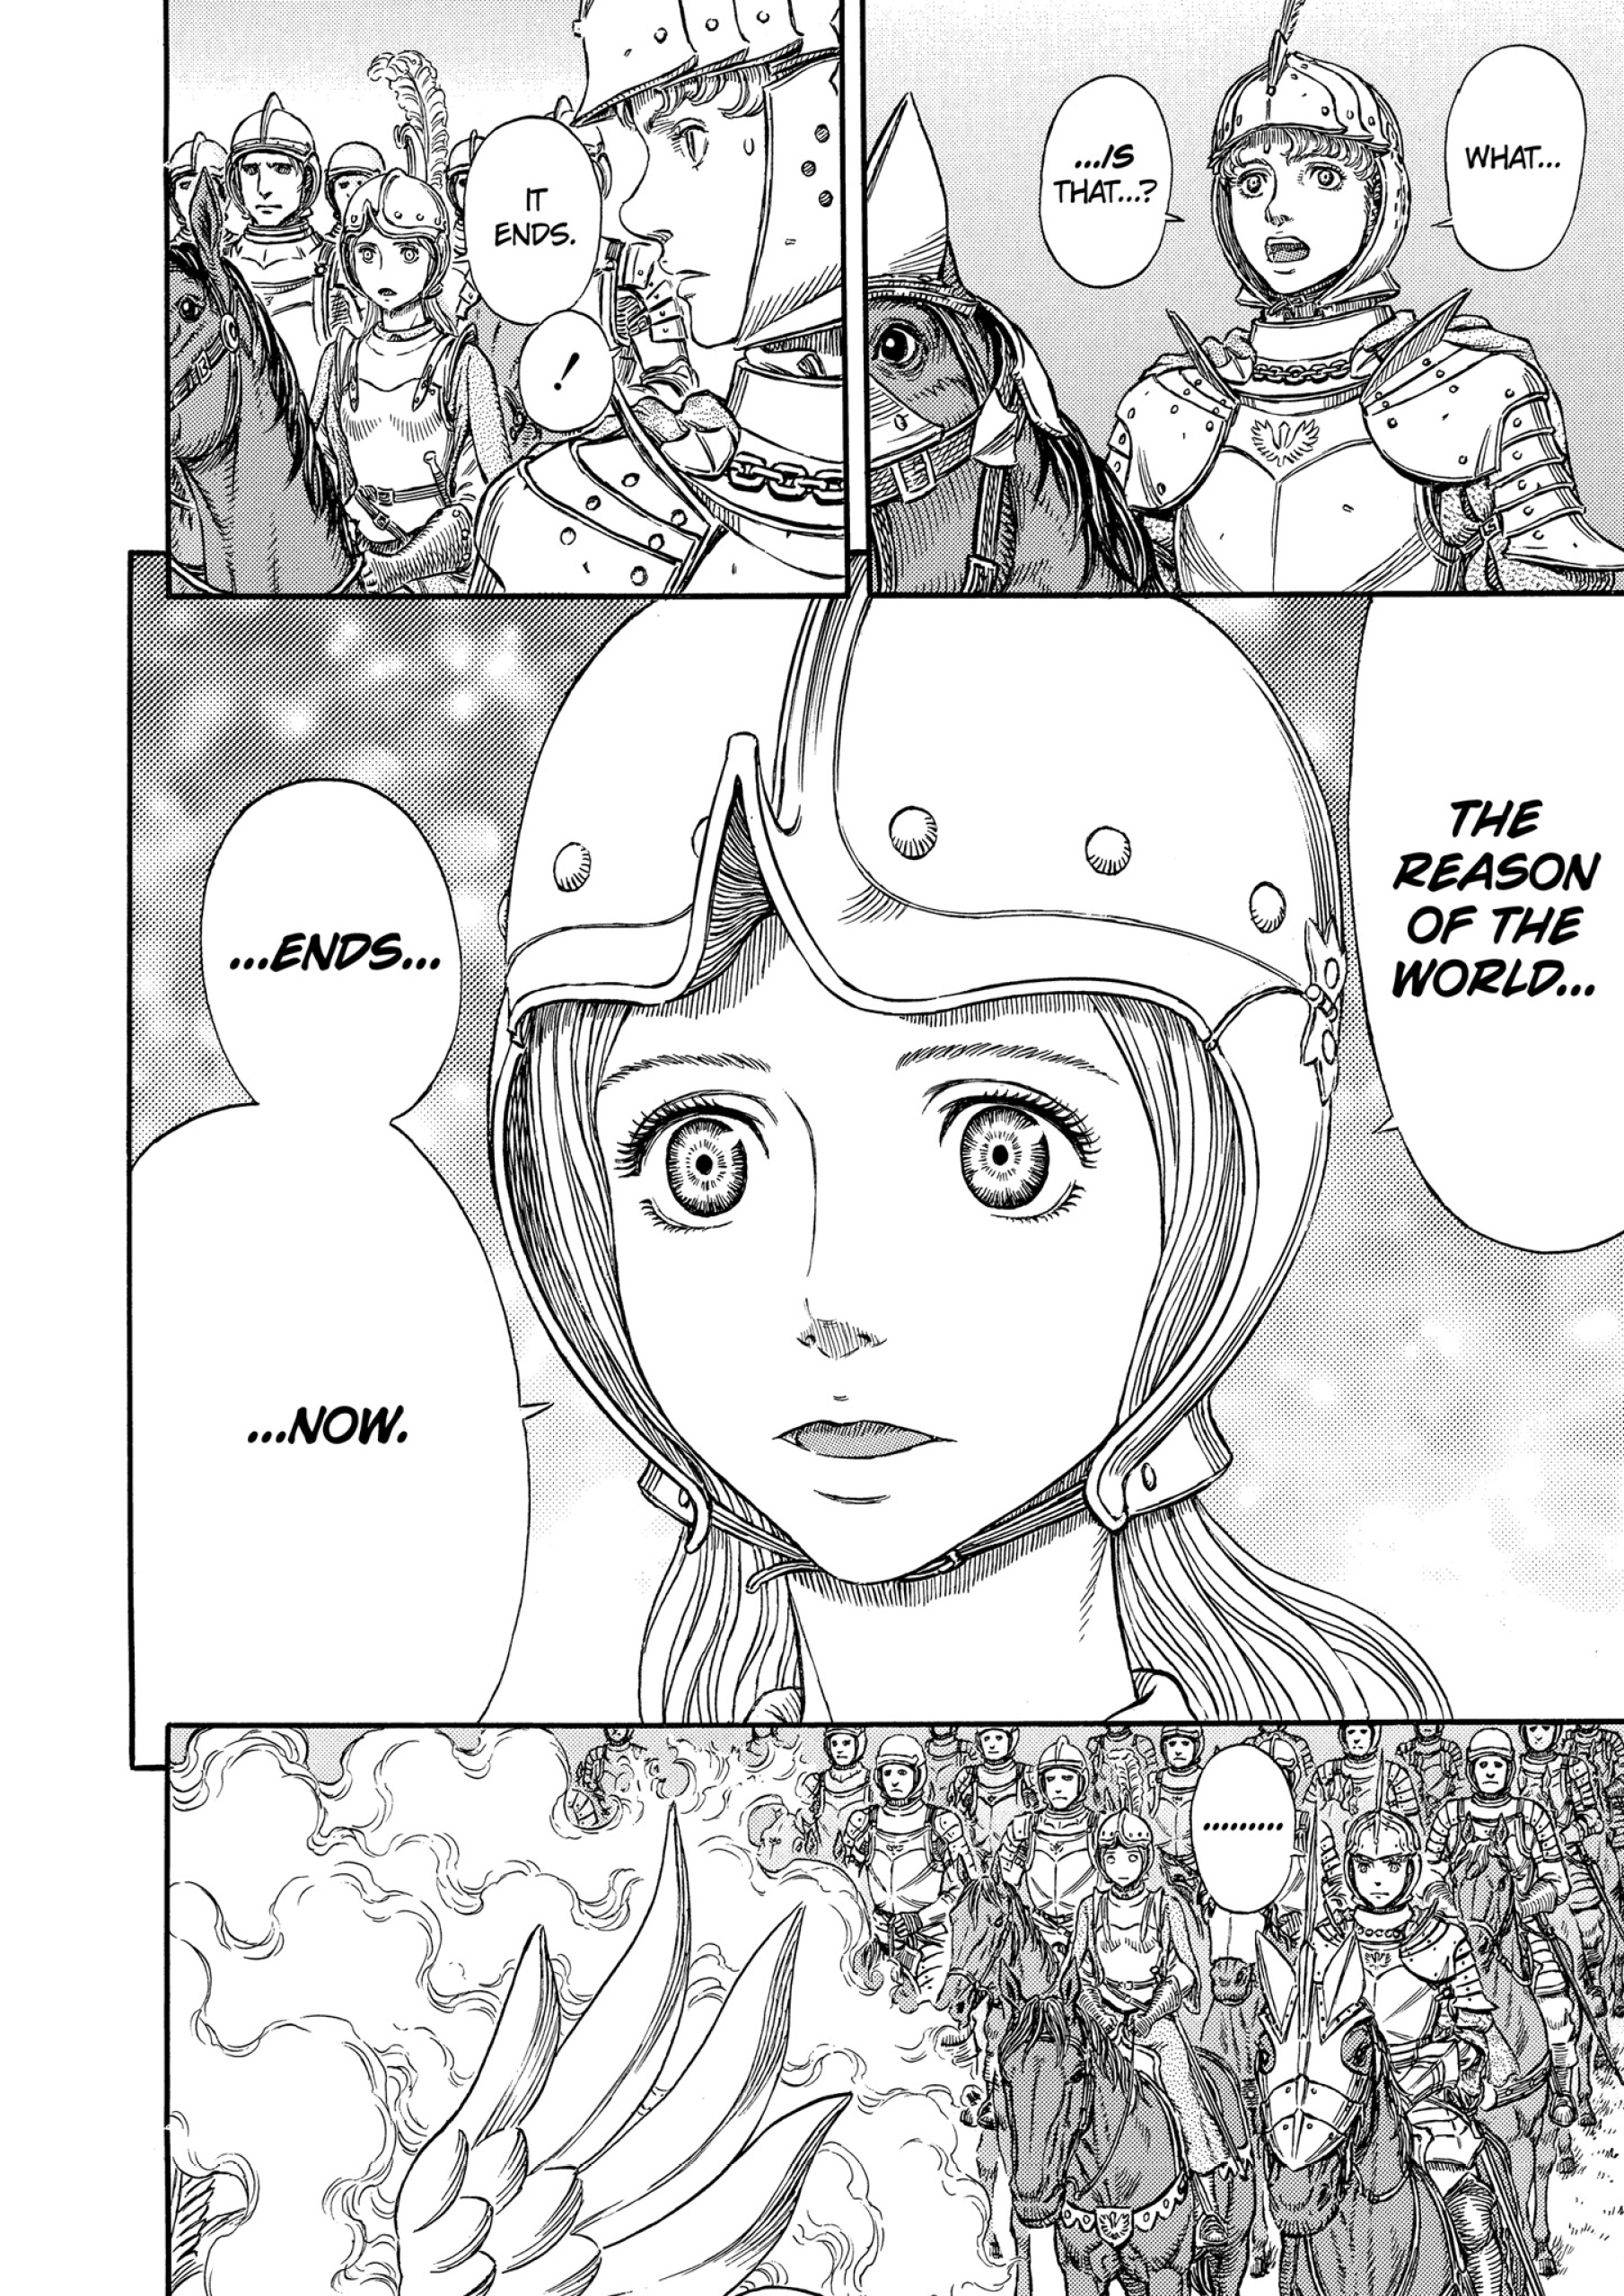 WHAT...
...IS
THAT...?
IT
ENDS.
!
THE
REASON
OF THE
WORLD...
...ENDS...
...NOW.
..........